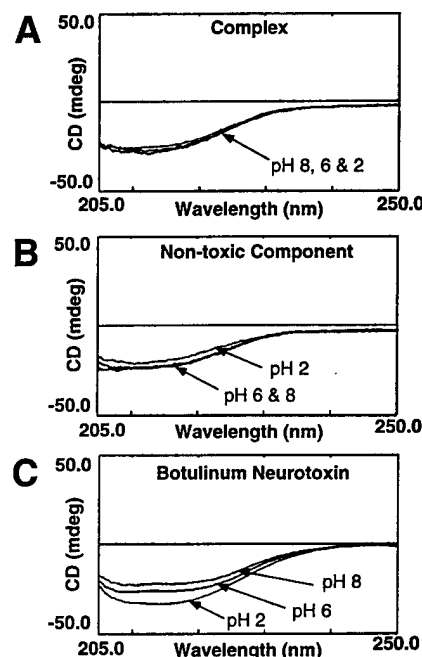 A
Complex
50.0
CD (mdeg)
pH 8, 6 & 2
-50.0
205.0 Wavelength (nm) 250.0
B
50.0
Non-toxic Component
CD (mdeg)
pH 2
pH 6 & 8
-50.0
205.0 Wavelength (nm) 250.0
C
50.0
Botulinum Neurotoxin
CD (mdeg)
pH 8
pH 6
pH 2
-50.0
205.0 Wavelength (nm) 250.0